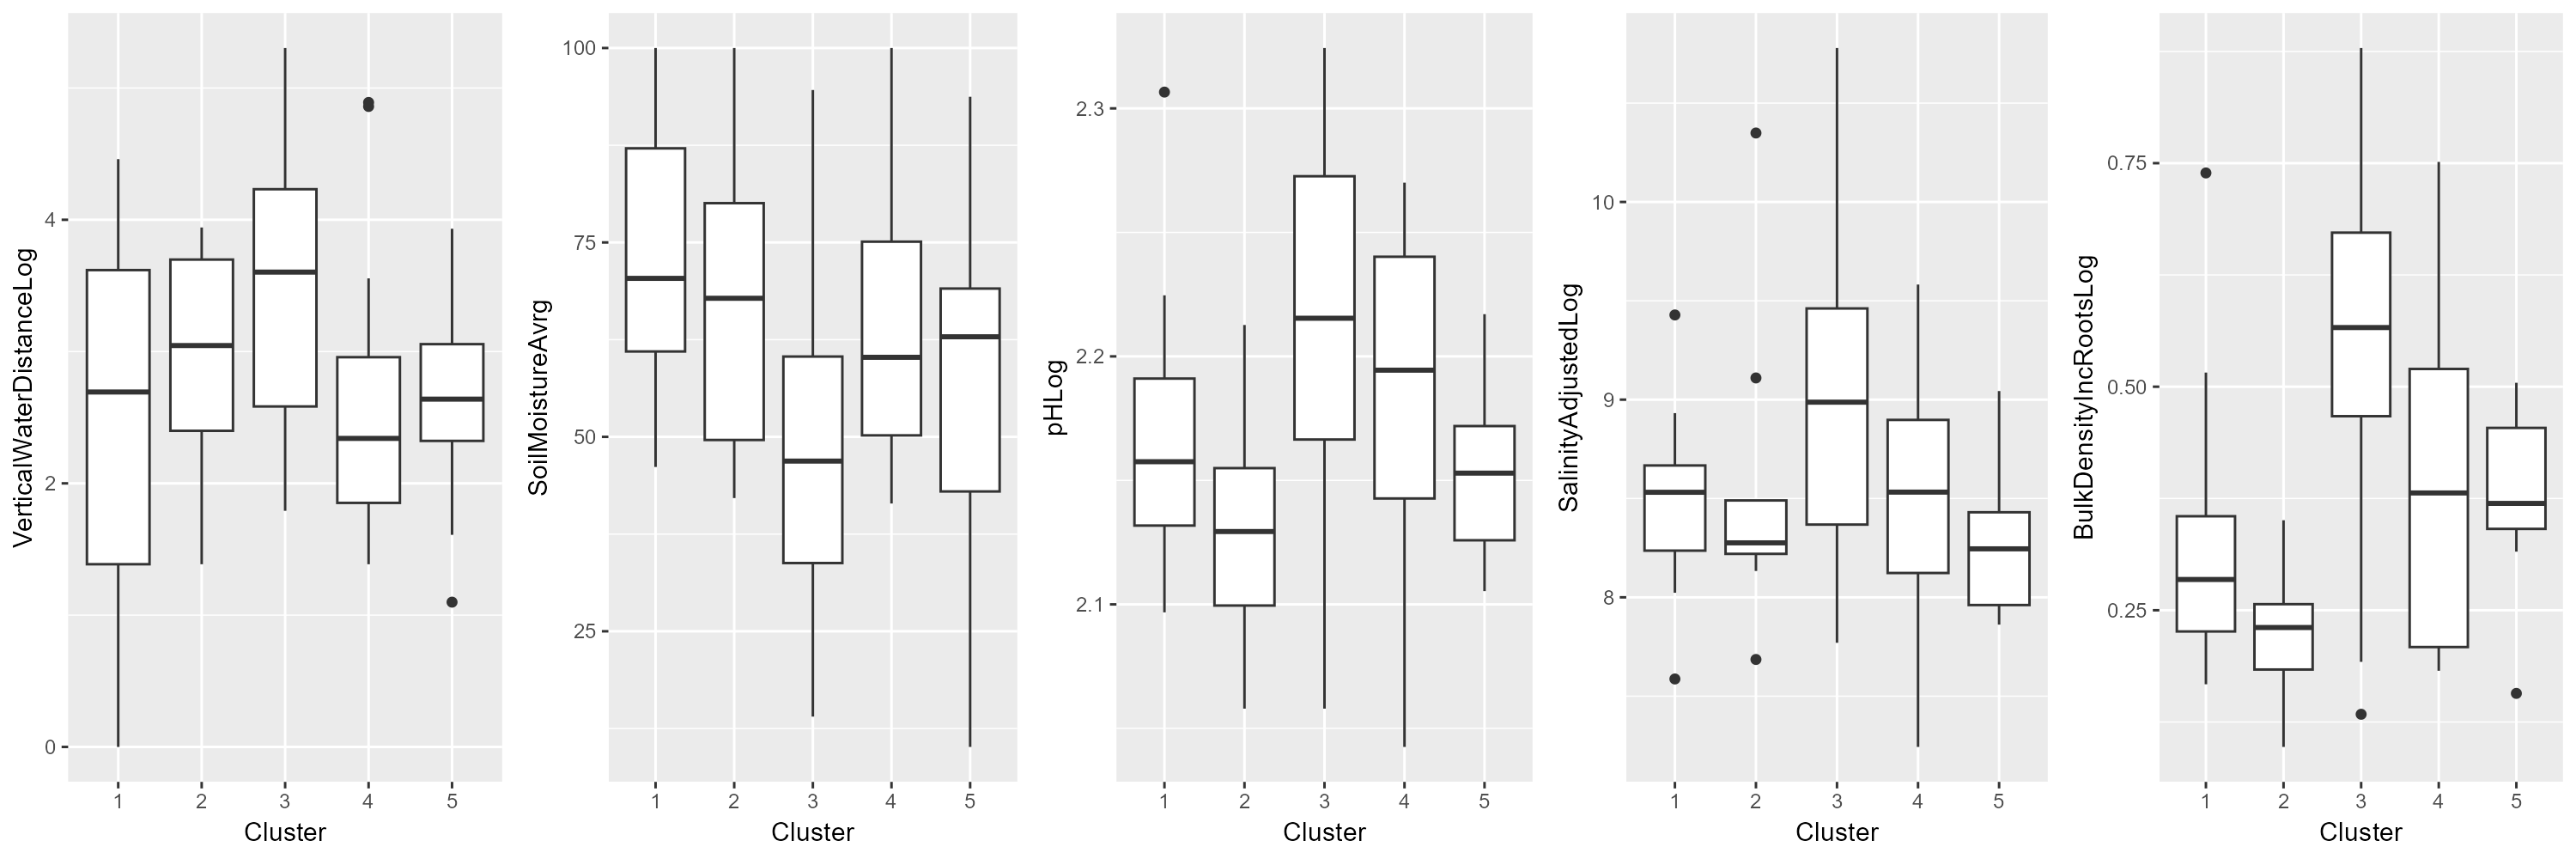 VerticalWaterDistanceLog
4
2
0
1 2 3 4 5
Cluster
SoilMoistureAvrg
100
75
50
25
1 2 3 4 5
Cluster
pHLog
2.3
2.2
2.1
1 2 3 4 5
Cluster
SalinityAdjustedLog
10
9
8
1 2 3 4 5
Cluster
BulkDensityIncRootsLog
0.75
0.50
0.25
1 2 3 4 5
Cluster